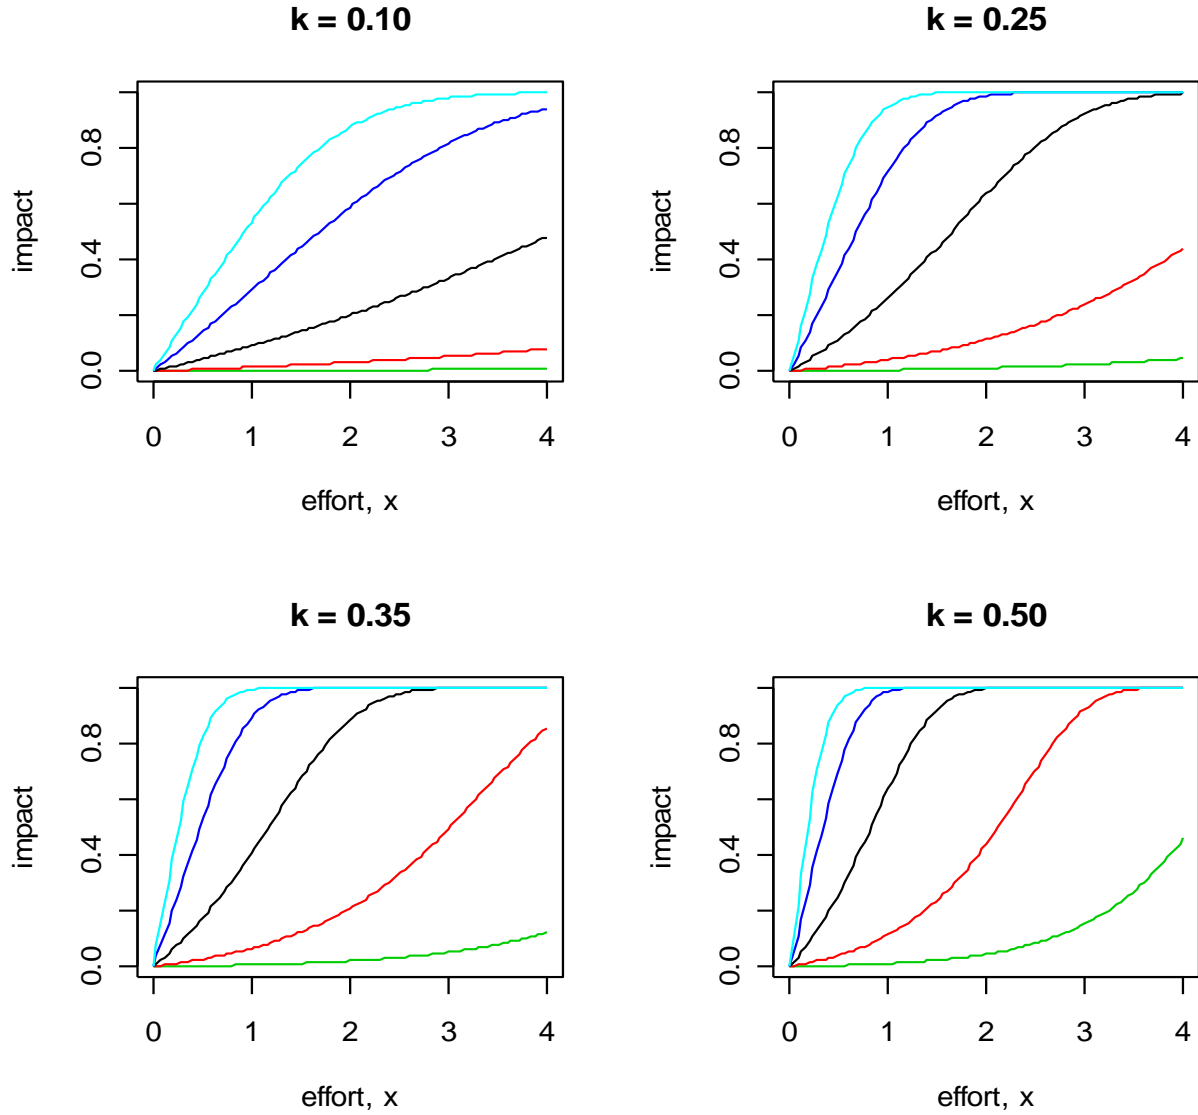 k = 0.10
impact
0.8
0.4
0.0
0 1 2 3 4
effort, x
k = 0.25
impact
0.8
0.4
0.0
0 1 2 3 4
effort, x
k = 0.35
impact
0.8
0.4
0.0
0 1 2 3 4
effort, x
k = 0.50
impact
0.8
0.4
0.0
0 1 2 3 4
effort, x